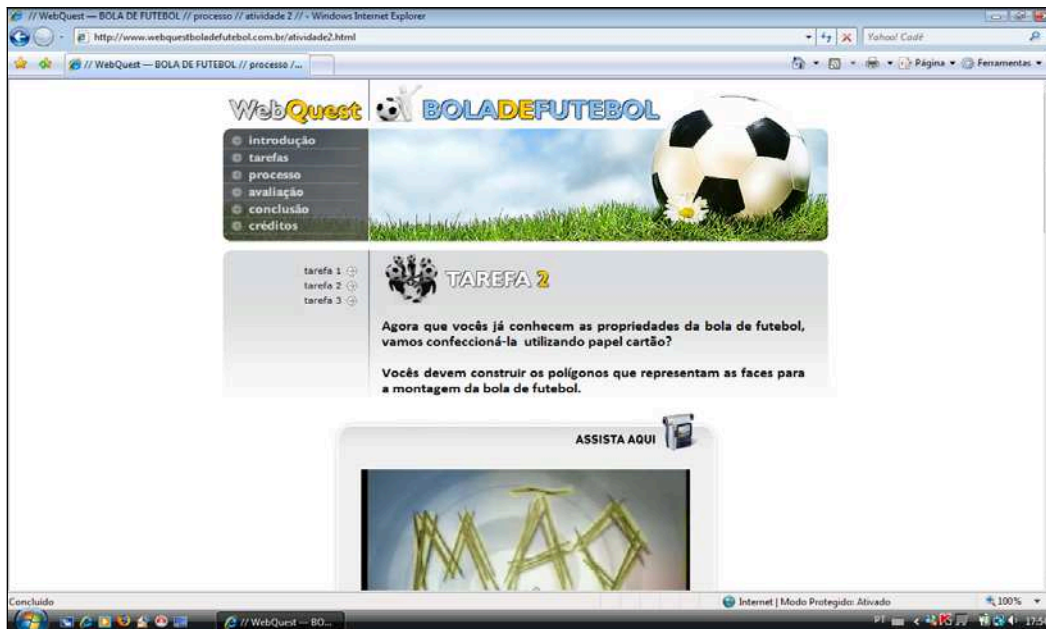 // WebQuest — BOLA DE FUTEBOL // processo // atividade 2 // - Windows Internet Explorer
http://www.webquestboladefutebol.com.br/atividade2.html
Yahoo! Cadê
// WebQuest — BOLA DE FUTEBOL // processo /...
Página
Ferramentas
WebQuest BOLADEFUTEBOL
introdução
tarefas
processo
avaliação
conclusão
créditos
tarefa 1
tarefa 2
tarefa 3
TAREFA 2
Agora que vocês já conhecem as propriedades da bola de futebol,
vamos confeccioná-la utilizando papel cartão?
Vocês devem construir os polígonos que representam as faces para
a montagem da bola de futebol.
ASSISTA AQUI
MÃO
Concluído
Internet | Modo Protegido: Ativado
100%
// WebQuest — BO...
PT
17:54